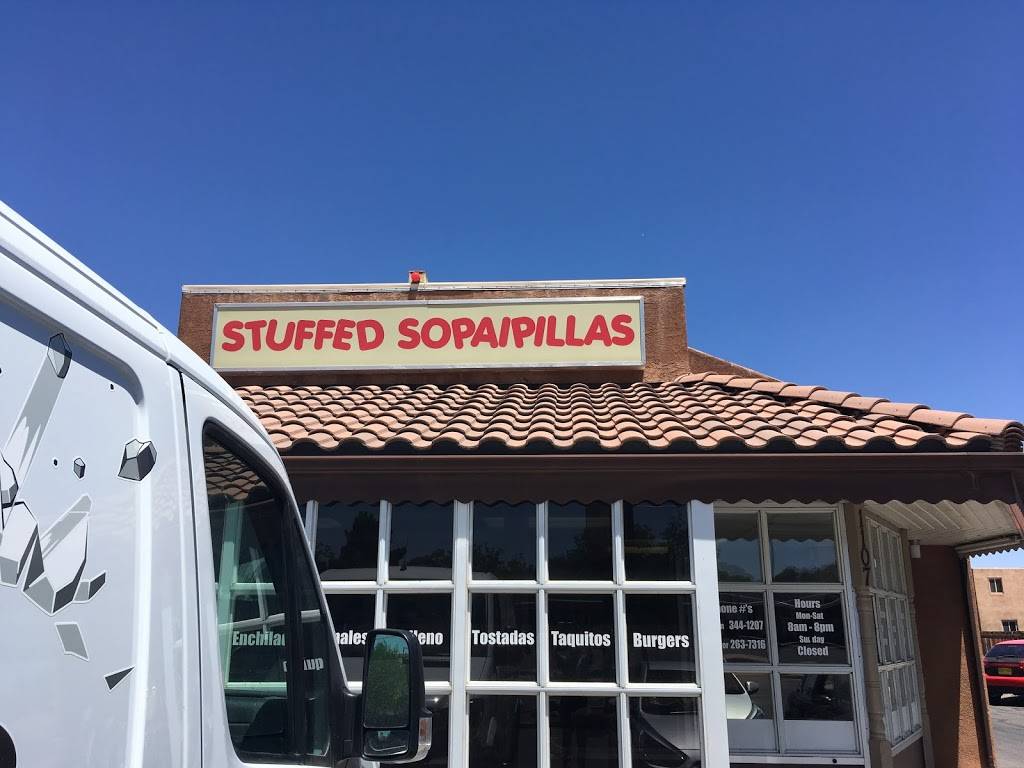 STUFFED SOPAIPILLAS
Tostadas
Taquitos
Burgers
344-1207
263-7316
Hours
Mon-Sat
8am - 8pm
Sunday
Closed